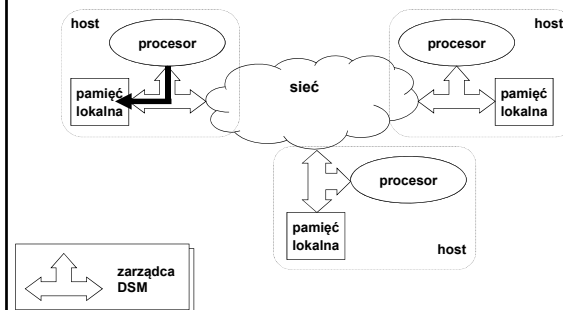 host
procesor
pamięć
lokalna
sieć
host
procesor
pamięć
lokalna
procesor
pamięć
lokalna
host
zarządca
DSM